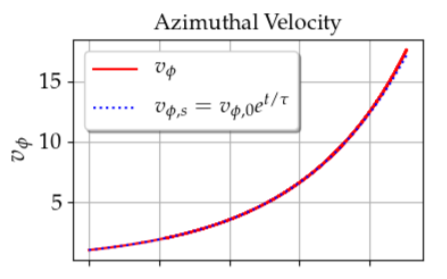 Azimuthal Velocity
v_ϕ
v_{ϕ,s} = v_{ϕ,0}e^{t/τ}
15
10
5
v_ϕ